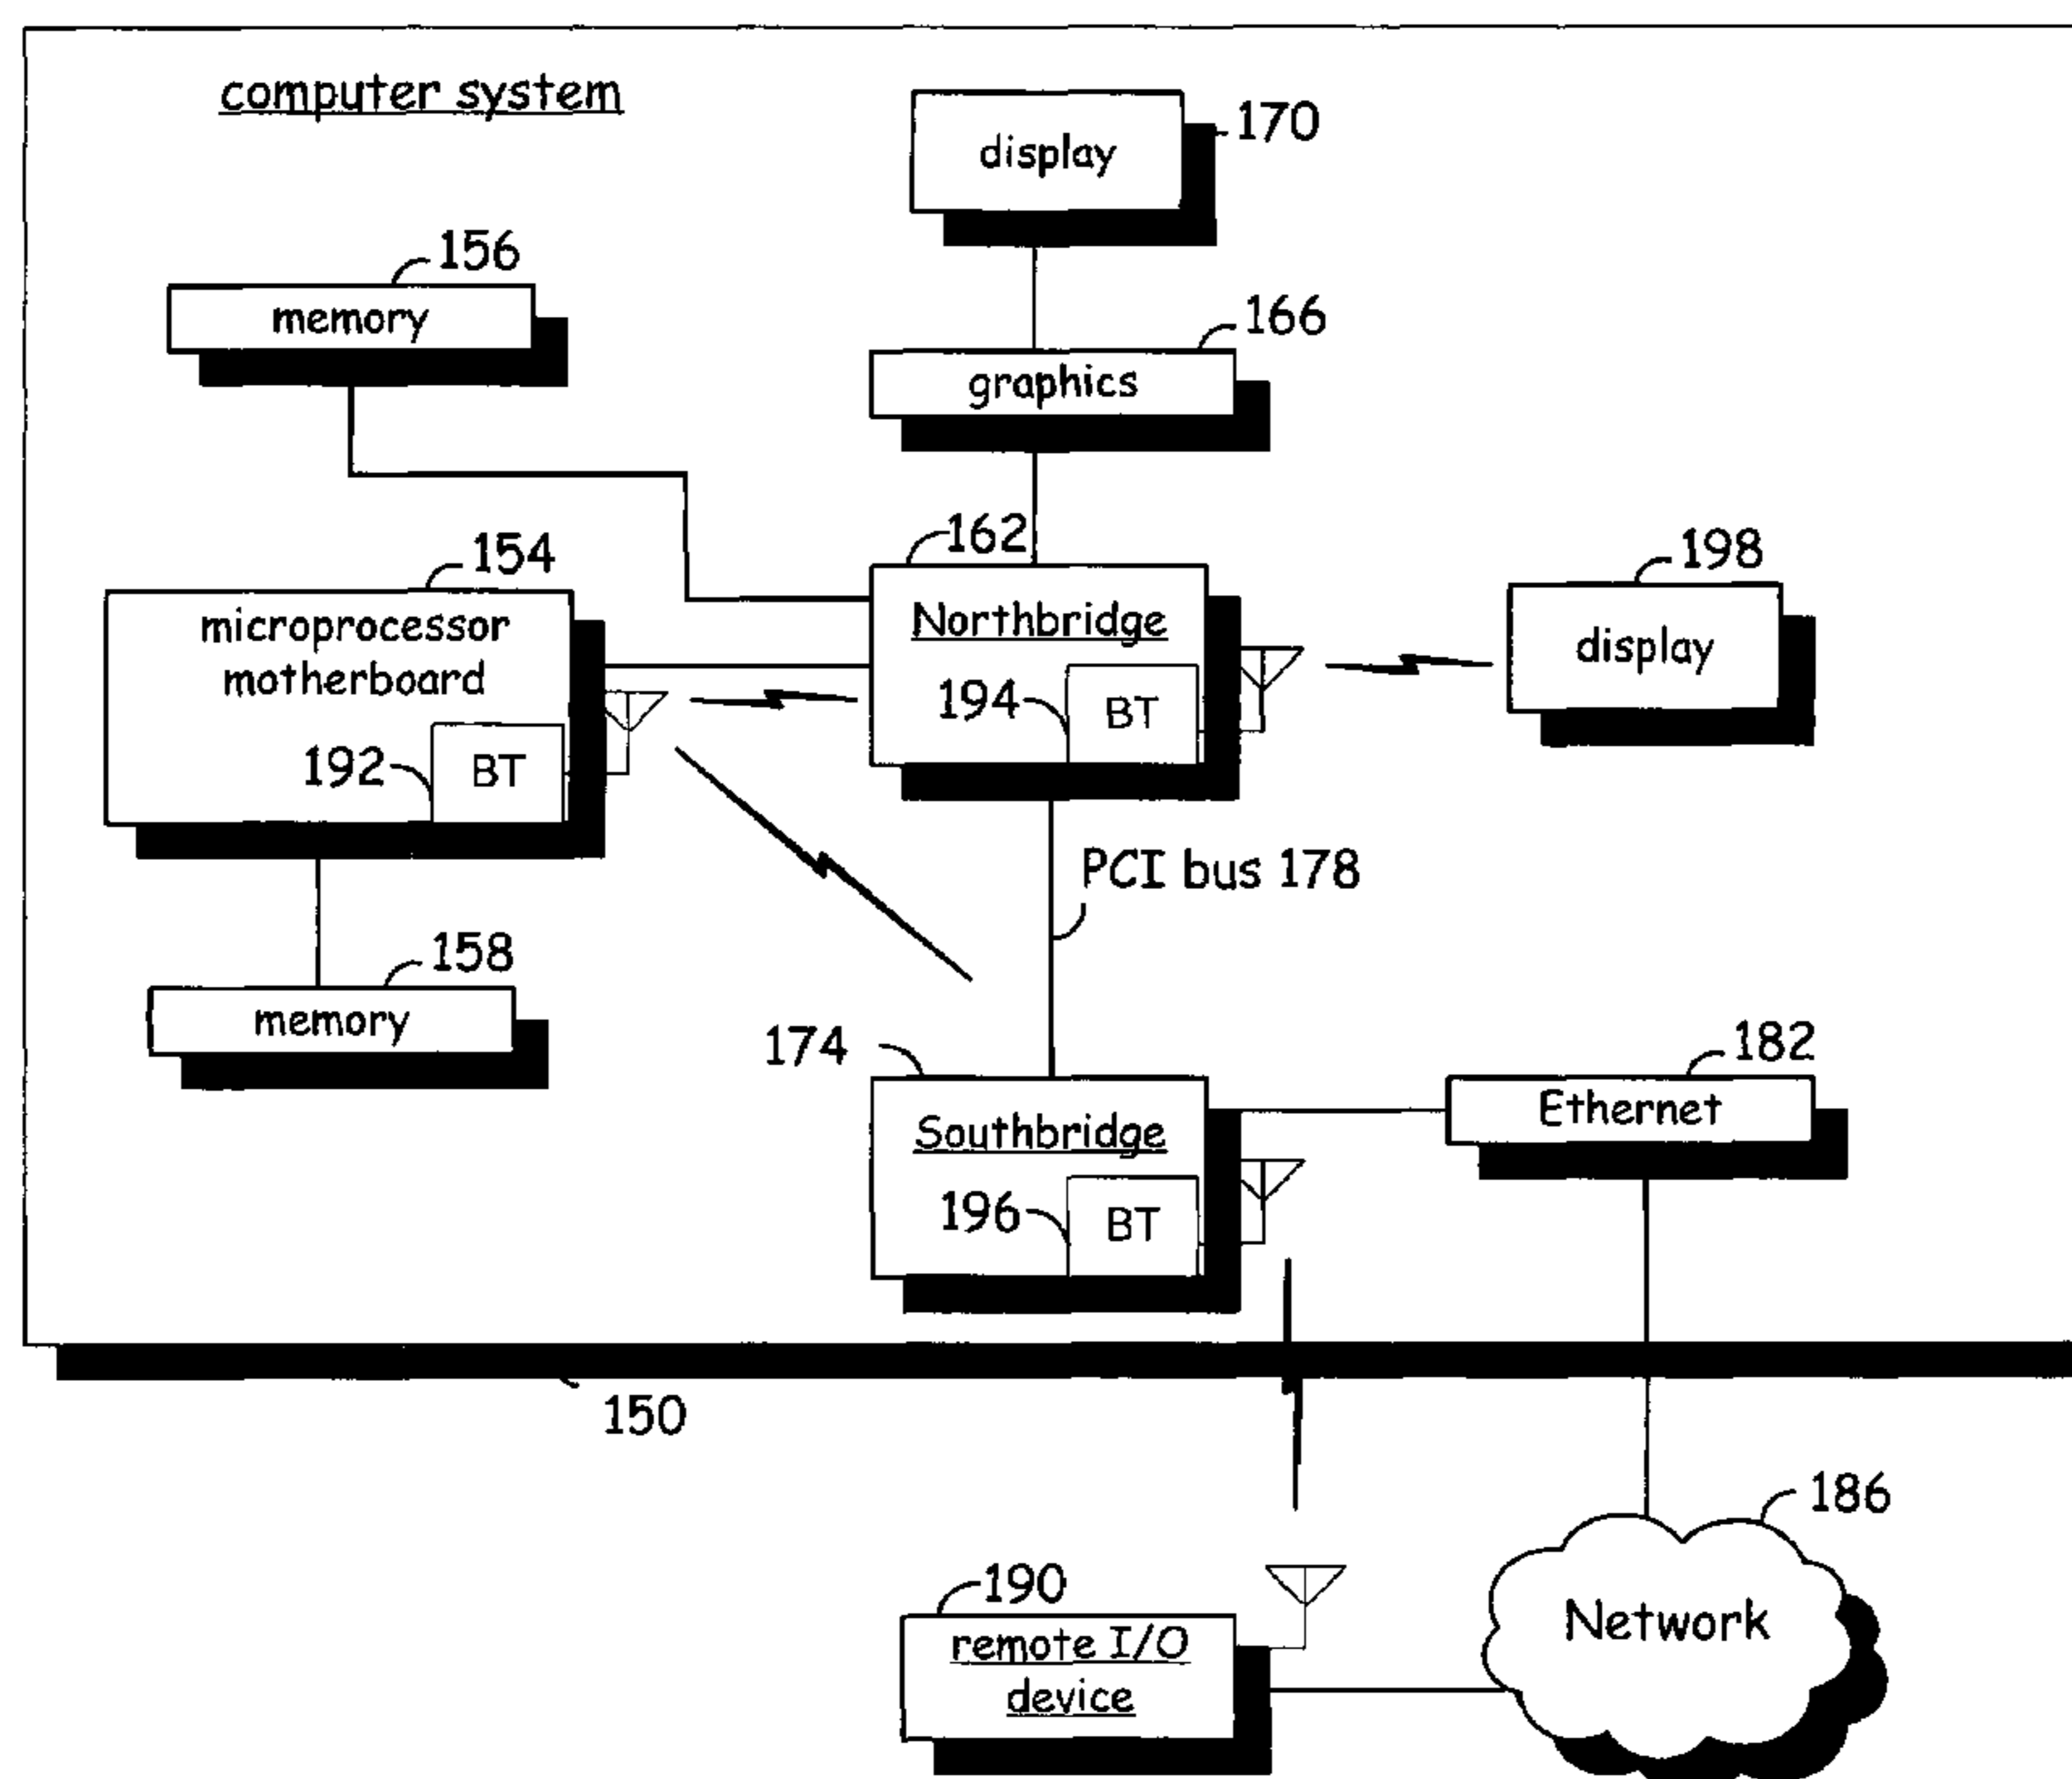 computer system
display
170
156
memory
166
graphics
162
154
microprocessor
motherboard
198
Northbridge
display
194
BT
192
BT
PCI bus 178
158
memory
174
182
Southbridge
Ethernet
196
BT
150
186
190
Network
remote I/O
device